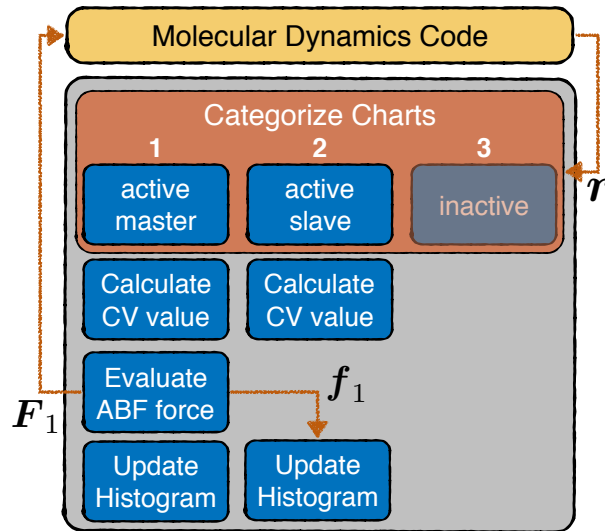 Molecular Dynamics Code
Categorize Charts
1 2 3
active
master
active
slave
inactive
r
Calculate
CV value
Calculate
CV value
Evaluate
ABF force
F₁
f₁
Update
Histogram
Update
Histogram